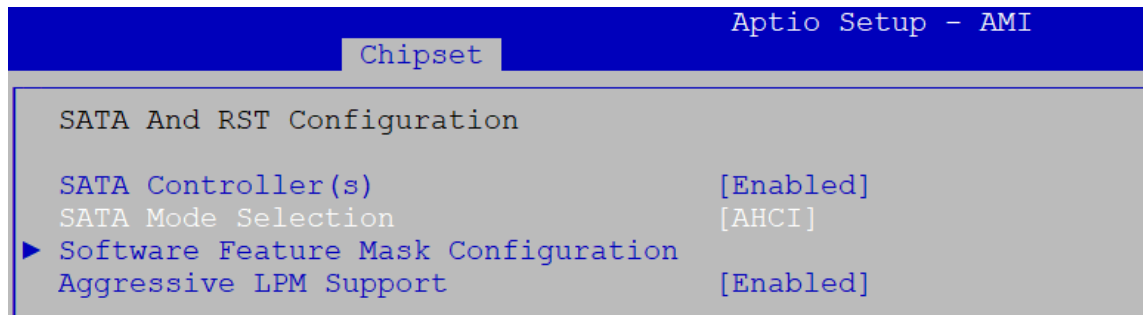 Aptio Setup - AMI
Chipset
SATA And RST Configuration
SATA Controller(s) [Enabled]
SATA Mode Selection [AHCI]
► Software Feature Mask Configuration
Aggressive LPM Support [Enabled]